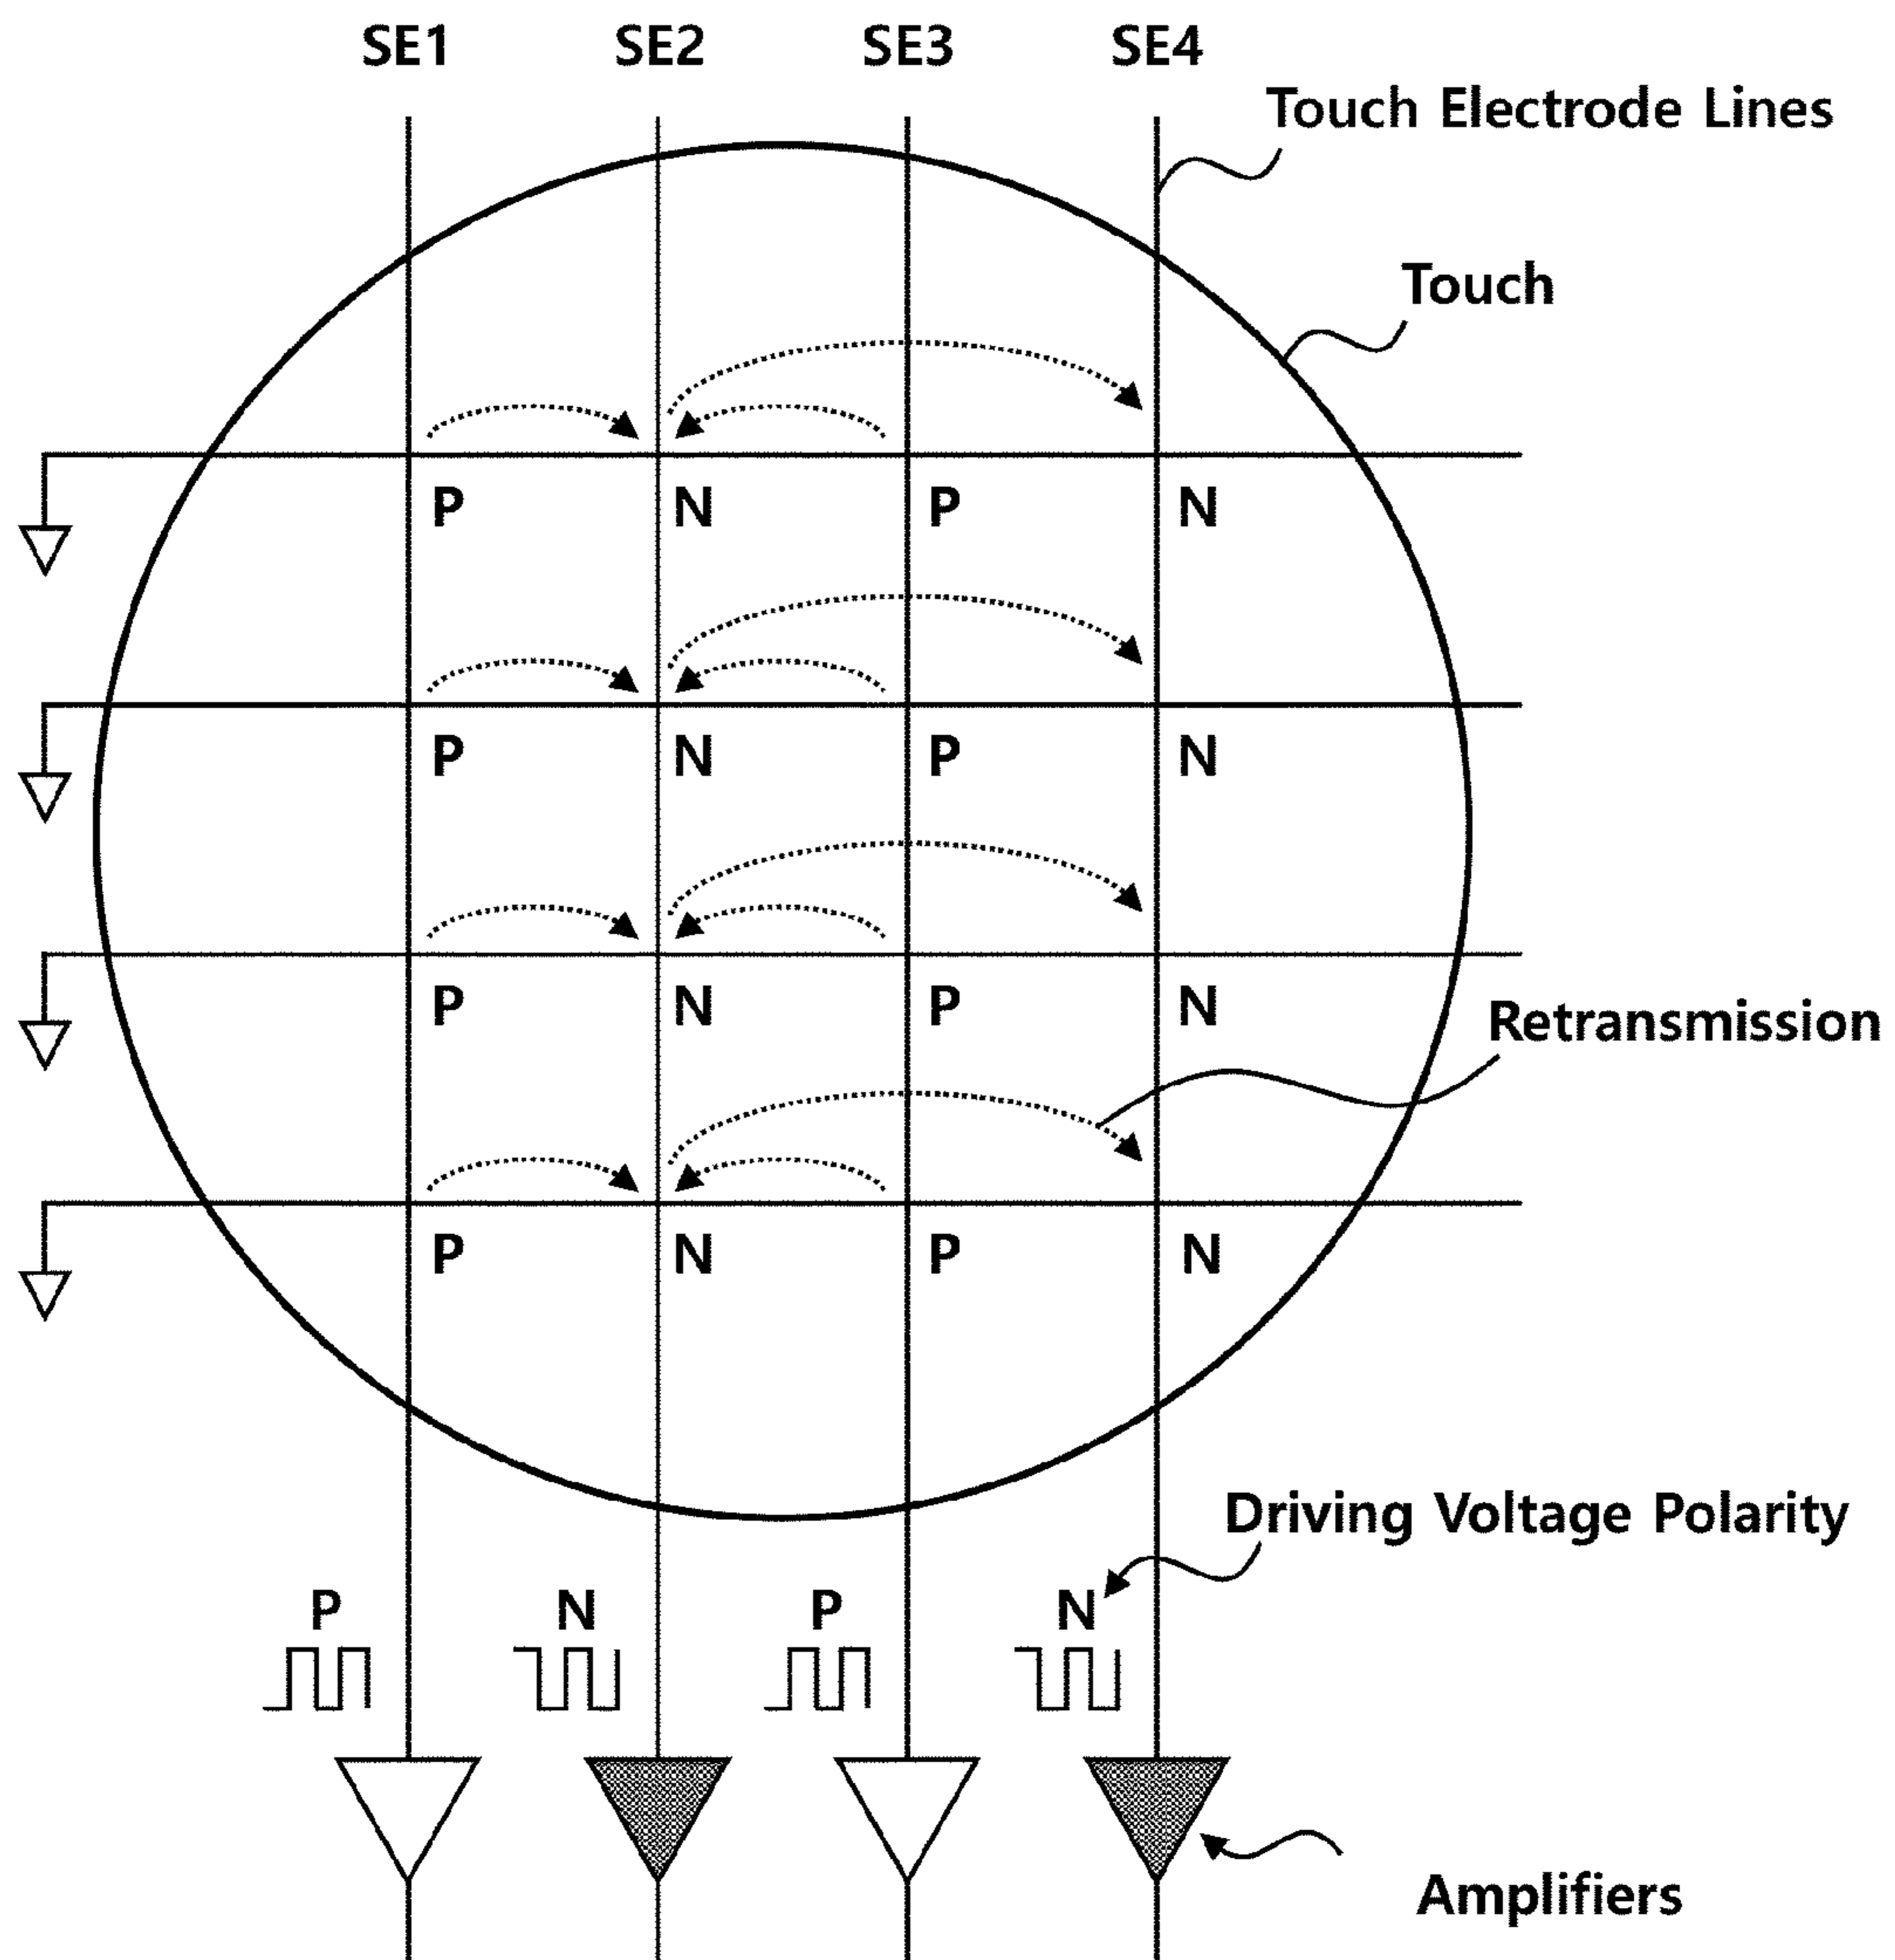 SE1 SE2 SE3 SE4
Touch Electrode Lines
Touch
P N P N
P N P N
P N P N
Retransmission
P N P N
Driving Voltage Polarity
P N P N
Amplifiers